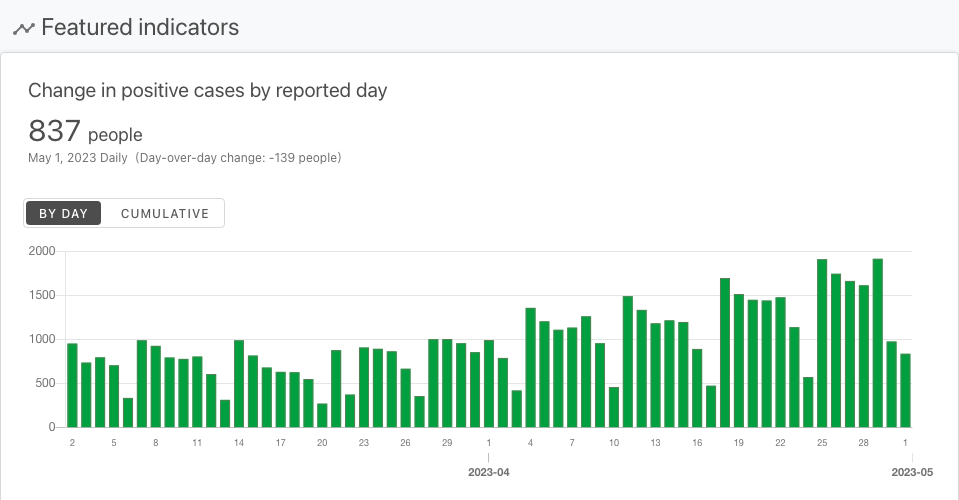 Featured indicators
Change in positive cases by reported day
837 people
May 1, 2023 Daily (Day-over-day change: -139 people)
BY DAY CUMULATIVE
2000
1500
1000
500
0
2 5 8 11 14 17 20 23 26 29 1 4 7 10 13 16 19 22 25 28 1
2023-04 2023-05